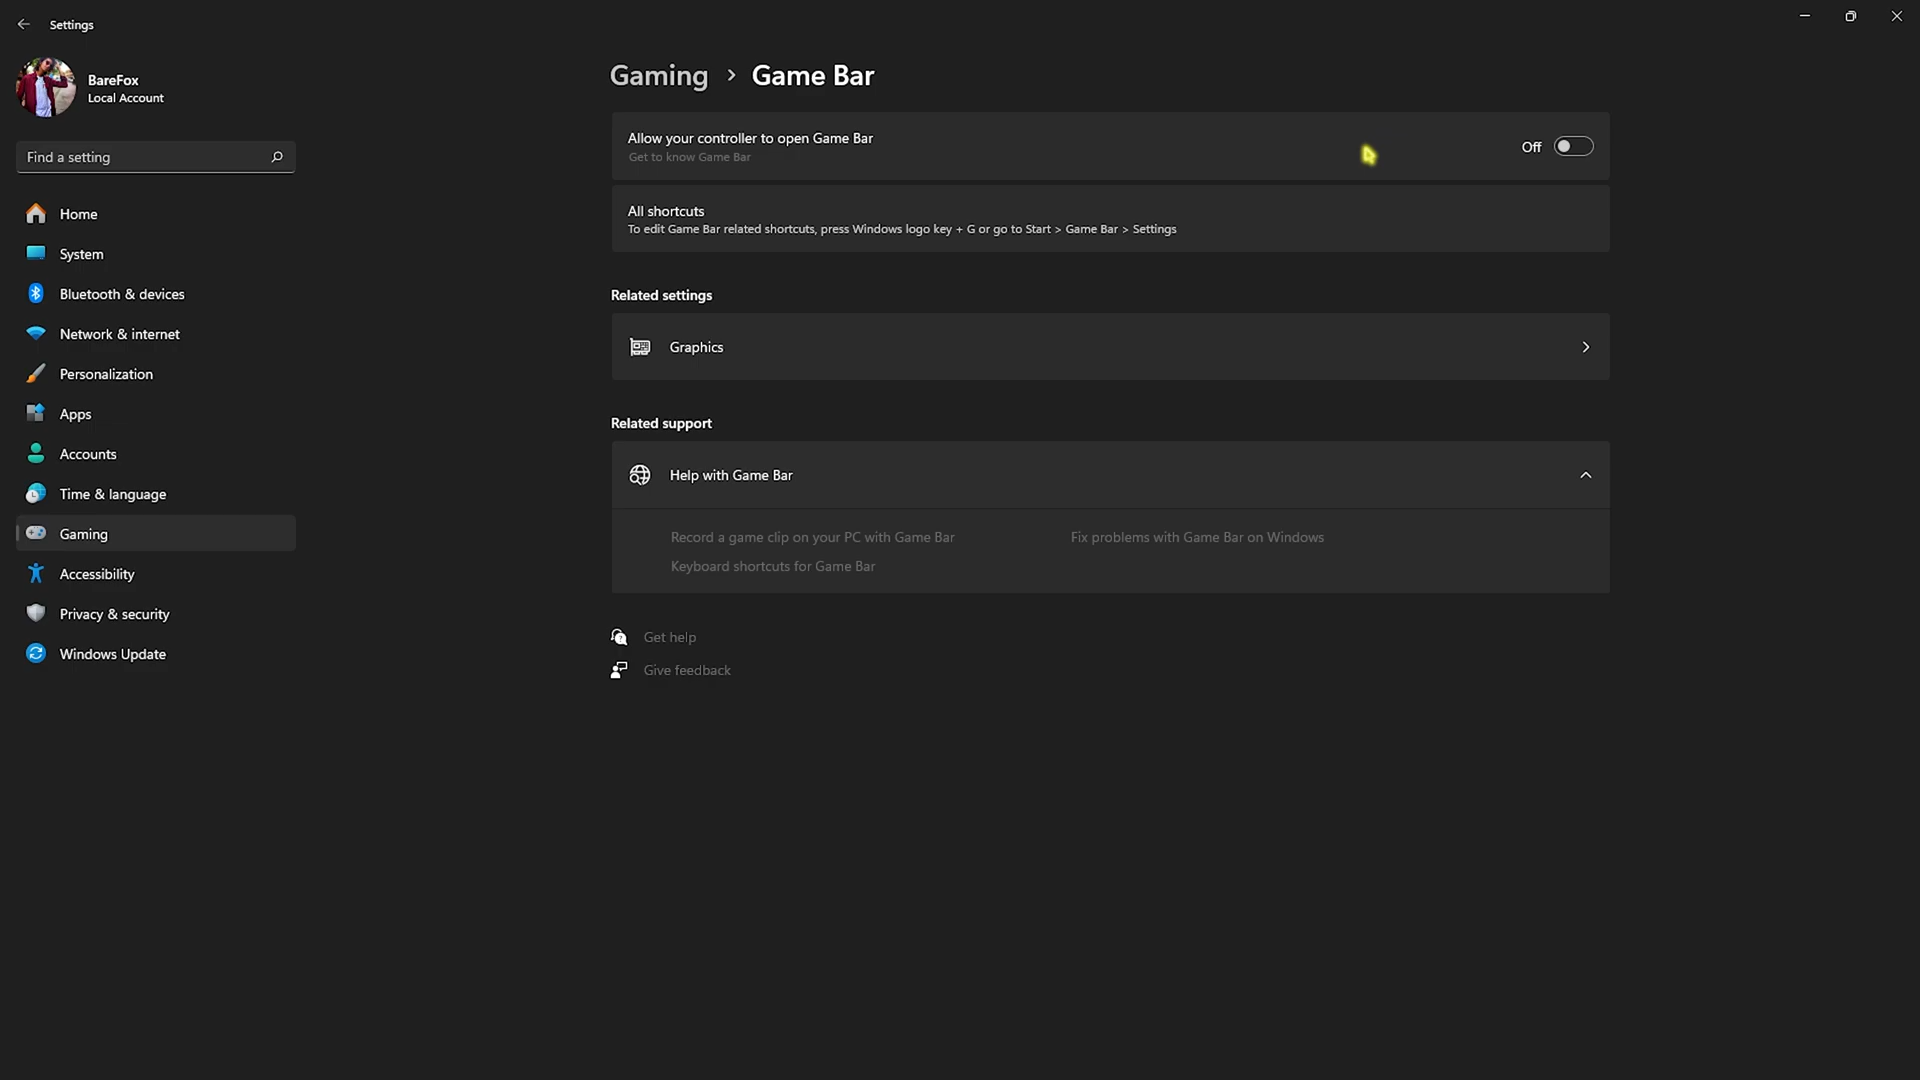 Settings
BareFox
Local Account
Find a setting
Home
System
Bluetooth & devices
Network & internet
Personalization
Apps
Accounts
Time & language
Gaming
Accessibility
Privacy & security
Windows Update
Gaming > Game Bar
Allow your controller to open Game Bar
Get to know Game Bar
Off
All shortcuts
To edit Game Bar related shortcuts, press Windows logo key + G or go to Start > Game Bar > Settings
Related settings
Graphics
Related support
Help with Game Bar
Record a game clip on your PC with Game Bar
Fix problems with Game Bar on Windows
Keyboard shortcuts for Game Bar
Get help
Give feedback